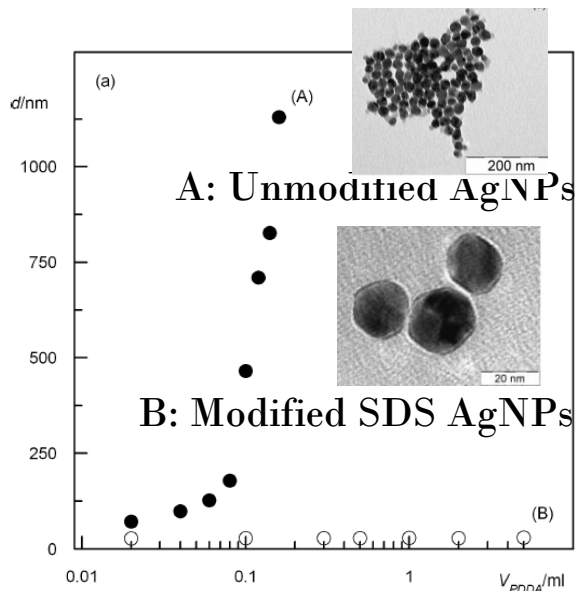 (a)
d/nm
(A)
200 nm
1000
A: Unmodified AgNPs
750
500
20 nm
B: Modified SDS AgNPs
250
(B)
0
0.01
0.1
1
V_PDDA/ml